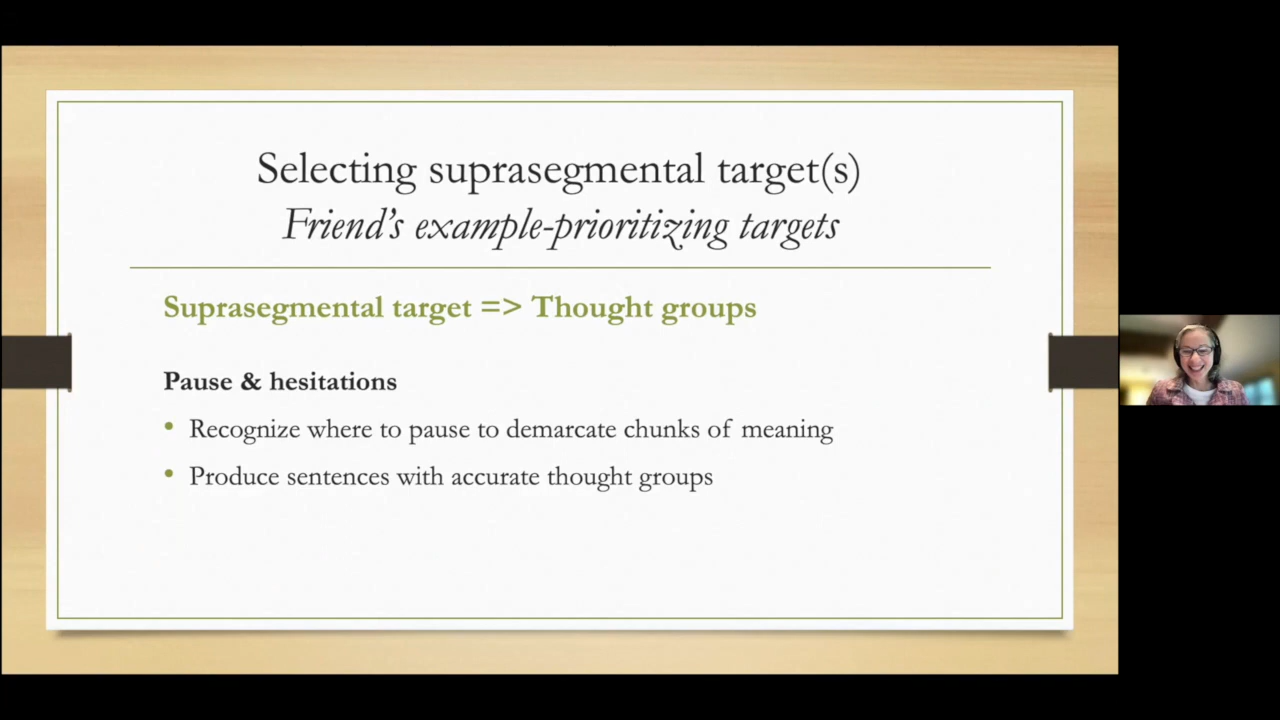 Selecting suprasegmental target(s)
Friend's example-prioritizing targets
Suprasegmental target => Thought groups
Pause & hesitations
• Recognize where to pause to demarcate chunks of meaning
• Produce sentences with accurate thought groups